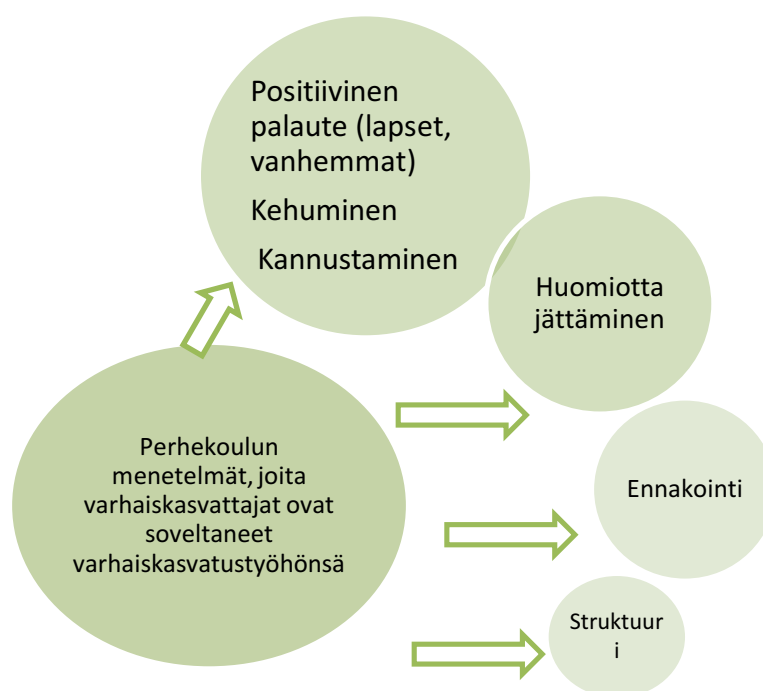 Positiivinen
palaute (lapset,
vanhemmat)
Kehuminen
Kannustaminen
Huomiotta
jättäminen
Perhekoulun
menetelmät, joita
varhaiskasvattajat ovat
soveltaneet
varhaiskasvatustyöhönsä
Ennakointi
Struktuur
i